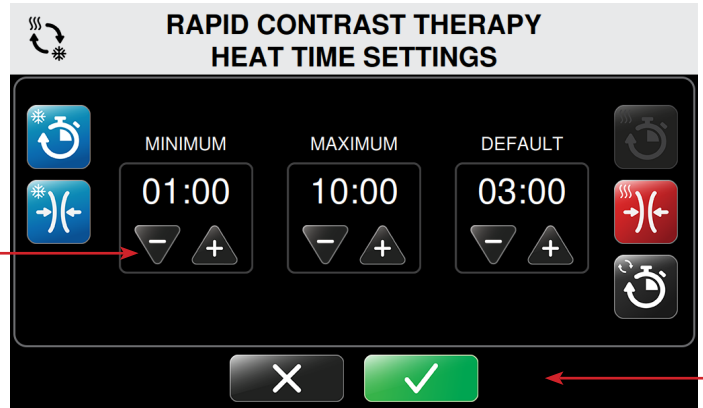 RAPID CONTRAST THERAPY
HEAT TIME SETTINGS
MINIMUM MAXIMUM DEFAULT
01:00 10:00 03:00